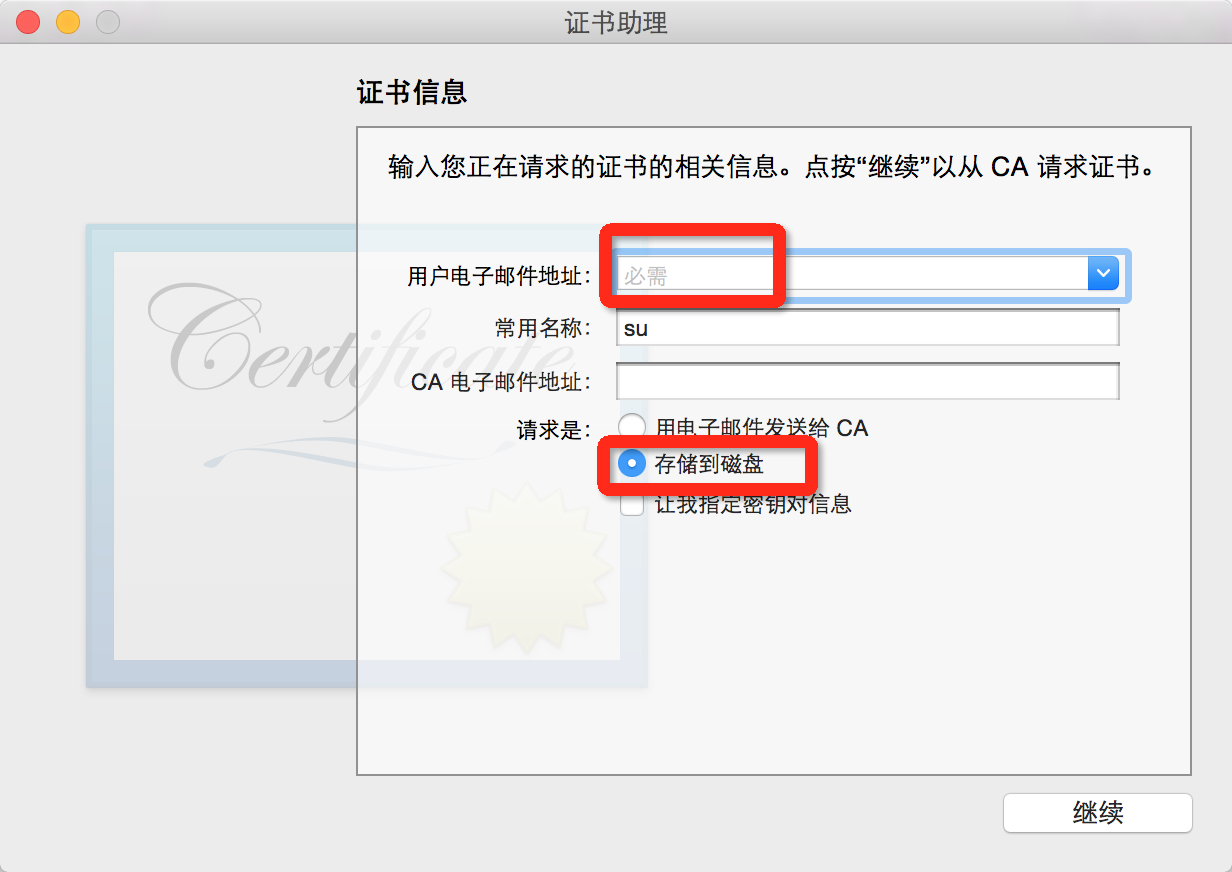 证书助理
证书信息
输入您正在请求的证书的相关信息。点按“继续”以从 CA 请求证书。
Certificate
用户电子邮件地址： 必需
常用名称： su
CA 电子邮件地址：
请求是： 用电子邮件发送给 CA
存储到磁盘
让我指定密钥对信息
继续